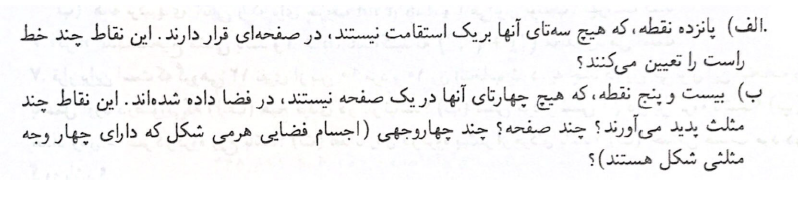 .الف) پانزده نقطه، که هیچ سه‌تای آنها بر یک استقامت نیستند، در صفحه‌ای قرار دارند. این نقاط چند خط
راست را تعیین می‌کنند؟
ب) بیست و پنج نقطه، که هیچ چهارتای آنها در یک صفحه نیستند، در فضا داده شده‌اند. این نقاط چند
مثلث پدید می‌آورند؟ چند صفحه؟ چند چهاروجهی (اجسام فضایی هرمی شکل که دارای چهار وجه
مثلثی شکل هستند)؟